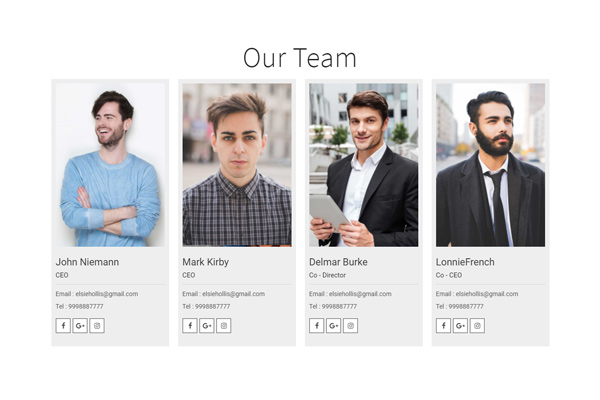 Our Team
John Niemann
CEO
Email : elsiehollis@gmail.com
Tel : 9998887777
f G+
Mark Kirby
CEO
Email : elsiehollis@gmail.com
Tel : 9998887777
f G+
Delmar Burke
Co - Director
Email : elsiehollis@gmail.com
Tel : 9998887777
f G+
LonnieFrench
Co - CEO
Email : elsiehollis@gmail.com
Tel : 9998887777
f G+